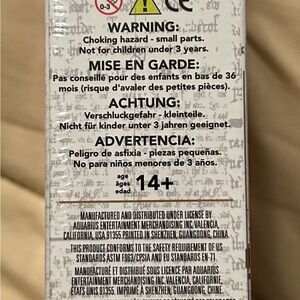 0-3
CE
WARNING:
Choking hazard - small parts.
Not for children under 3 years.
MISE EN GARDE:
Pas conseillé pour des enfants en bas de 36
mois (risque d'avaler des petites pièces).
ACHTUNG:
Verschluckgefahr - kleinteile.
Nicht für kinder unter 3 jahren geeignet.
ADVERTENCIA:
Peligro de asfixia - piezas pequeñas.
No para niños menores de 3 años.
age
âges
edad
14+
MANUFACTURED AND DISTRIBUTED UNDER LICENSE BY
AQUARIUS ENTERTAINMENT MERCHANDISING INC. VALENCIA,
CALIFORNIA, USA 91355. PRINTED IN SHENZHEN, GUANGDONG, CHINA.
THIS PRODUCT CONFORMS TO THE SAFETY REQUIREMENT OF US
STANDARDS ASTM F963/CPSIA AND EU STANDARDS EN-71.
MANUFACTURÉ ET DISTRIBUÉ SOUS LICENCE PAR AQUARIUS
ENTERTAINMENT MERCHANDISING INC. VALENCIA, CALIFORNIE,
ÉTATS UNIS 91355. IMPRIMÉ À SHENZHEN, GUANGDONG, CHINE.